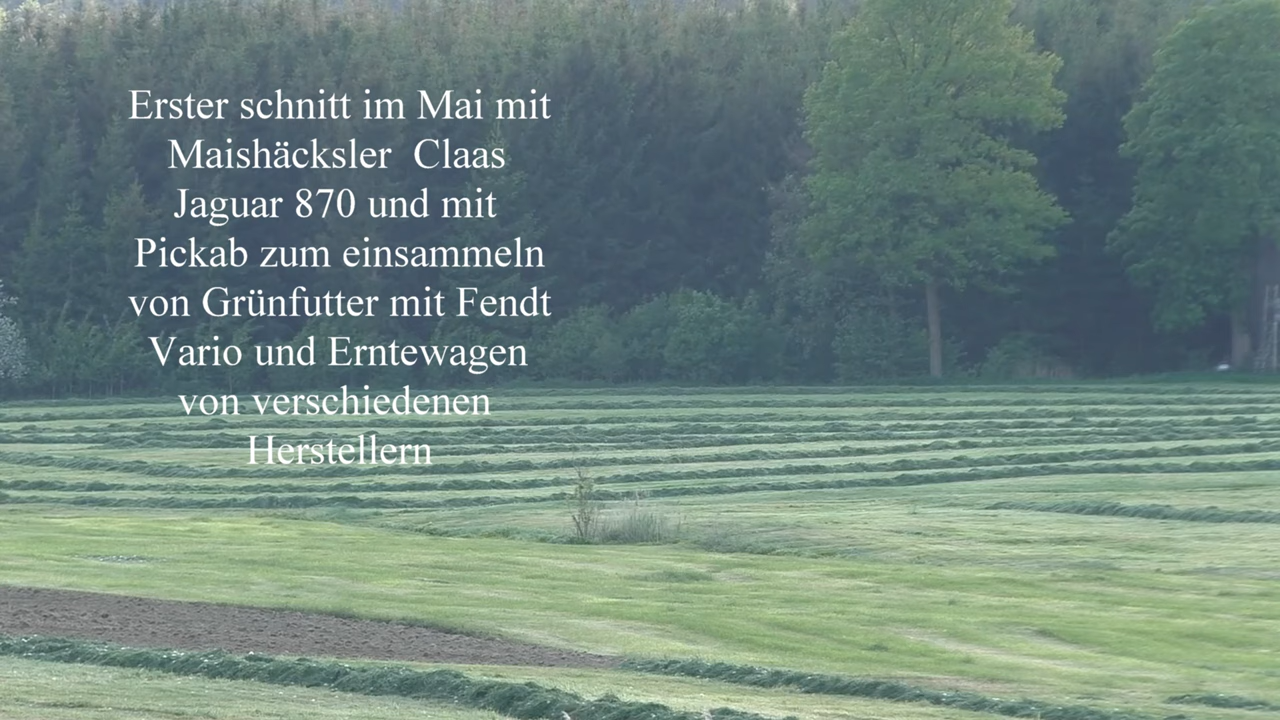 Erster schnitt im Mai mit
Maishäcksler Claas
Jaguar 870 und mit
Pickab zum einsammeln
von Grünfutter mit Fendt
Vario und Erntewagen
von verschiedenen
Herstellern